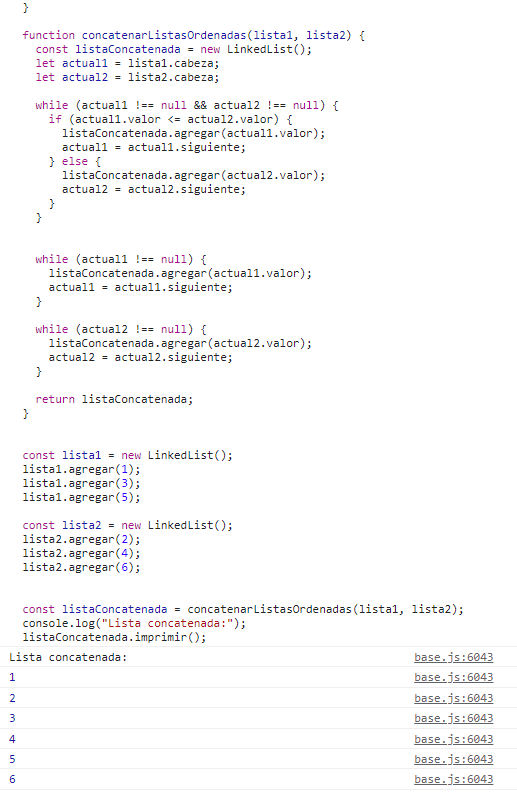 }
function concatenarListasOrdenadas(lista1, lista2) {
const listaConcatenada = new LinkedList();
let actual1 = lista1.cabeza;
let actual2 = lista2.cabeza;
while (actual1 !== null && actual2 !== null) {
if (actual1.valor <= actual2.valor) {
listaConcatenada.agregar(actual1.valor);
actual1 = actual1.siguiente;
} else {
listaConcatenada.agregar(actual2.valor);
actual2 = actual2.siguiente;
}
}
while (actual1 !== null) {
listaConcatenada.agregar(actual1.valor);
actual1 = actual1.siguiente;
}
while (actual2 !== null) {
listaConcatenada.agregar(actual2.valor);
actual2 = actual2.siguiente;
}
return listaConcatenada;
}
const lista1 = new LinkedList();
lista1.agregar(1);
lista1.agregar(3);
lista1.agregar(5);
const lista2 = new LinkedList();
lista2.agregar(2);
lista2.agregar(4);
lista2.agregar(6);
const listaConcatenada = concatenarListasOrdenadas(lista1, lista2);
console.log("Lista concatenada:");
listaConcatenada.imprimir();
Lista concatenada: base.js:6043
1 base.js:6043
2 base.js:6043
3 base.js:6043
4 base.js:6043
5 base.js:6043
6 base.js:6043